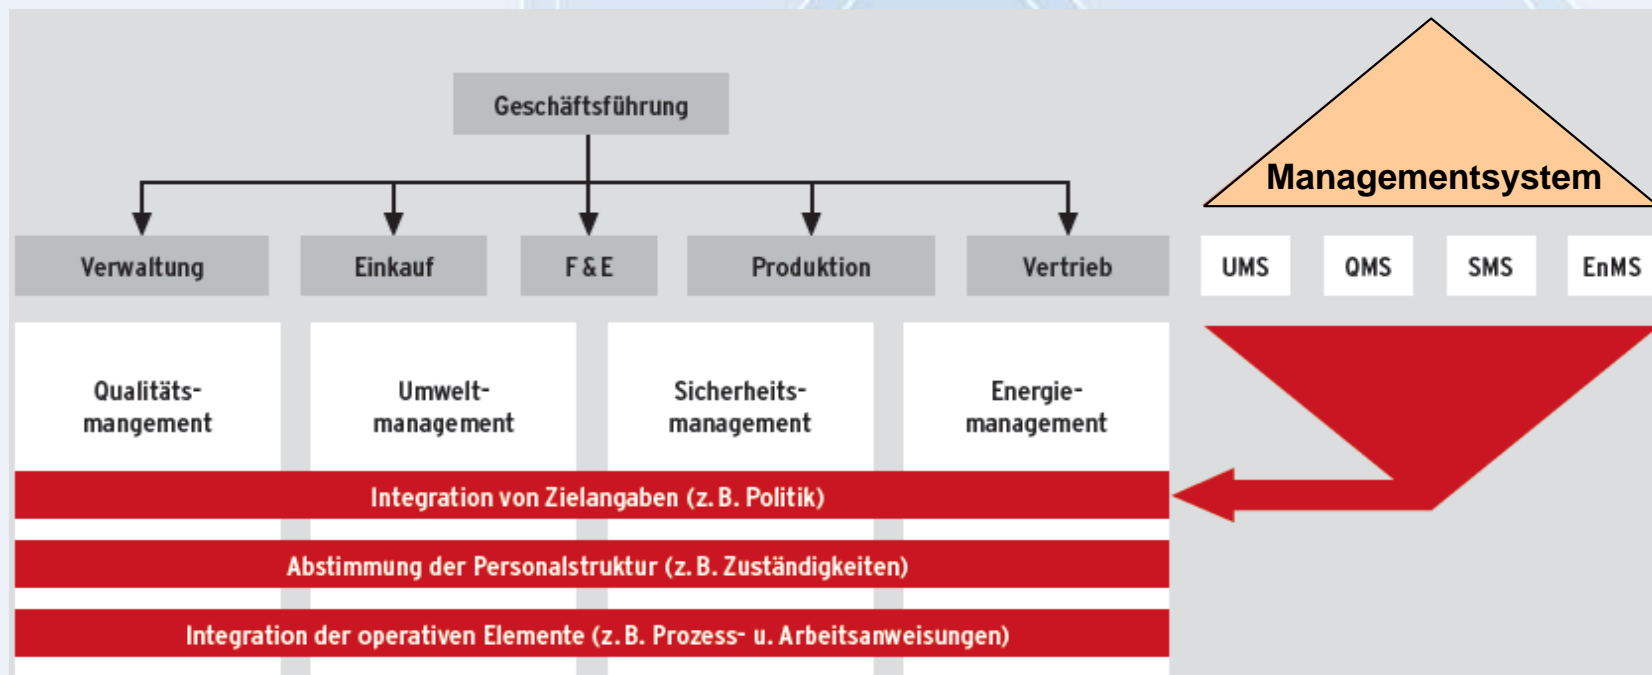 Geschäftsführung
Managementsystem
Verwaltung
Einkauf
F & E
Produktion
Vertrieb
UMS
QMS
SMS
EnMS
Qualitäts-
mangement
Umwelt-
management
Sicherheits-
management
Energie-
management
Integration von Zielangaben (z. B. Politik)
Abstimmung der Personalstruktur (z. B. Zuständigkeiten)
Integration der operativen Elemente (z. B. Prozess- u. Arbeitsanweisungen)